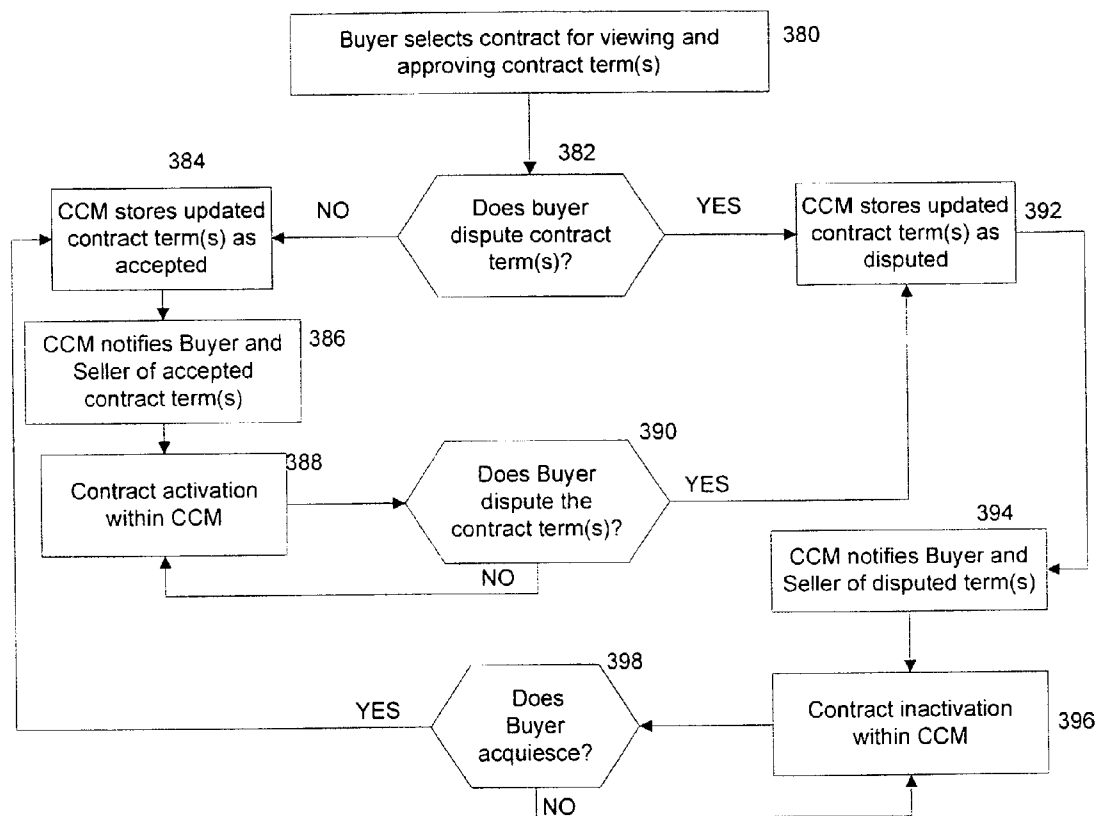 Buyer selects contract for viewing and
approving contract term(s)
380
382
Does buyer
dispute contract
term(s)?
NO
YES
384
CCM stores updated
contract term(s) as
accepted
CCM stores updated
contract term(s) as
disputed
392
CCM notifies Buyer and
Seller of accepted
contract term(s)
386
388
Contract activation
within CCM
390
Does Buyer
dispute the
contract term(s)?
YES
NO
394
CCM notifies Buyer and
Seller of disputed term(s)
398
Does
Buyer
acquiesce?
YES
NO
Contract inactivation
within CCM
396